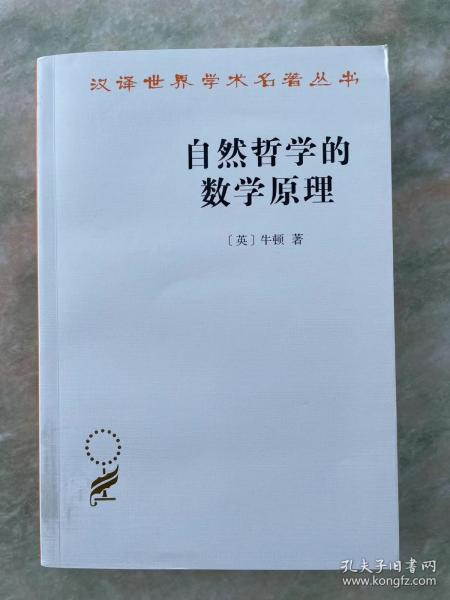 汉译世界学术名著丛书
自然哲学的
数学原理
〔英〕牛顿 著
孔夫子旧书网
www.kongfz.com